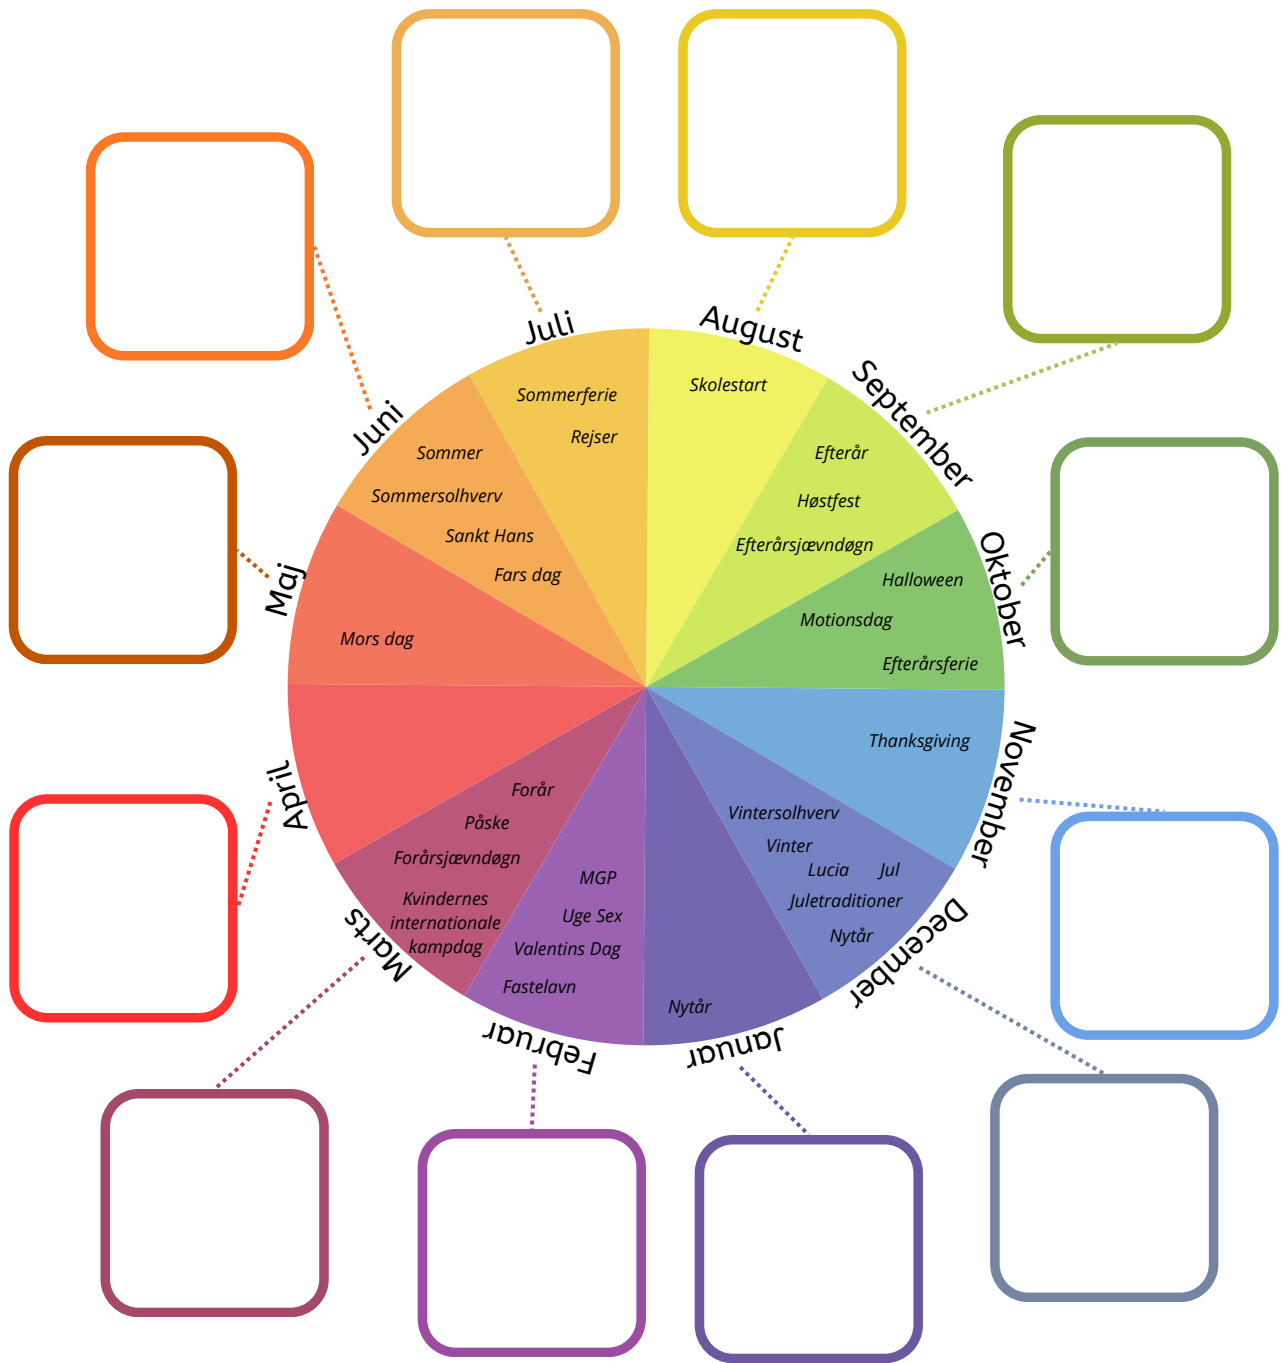 Juli
Sommerferie
Rejser
August
Skolestart
September
Efterår
Høstfest
Efterårsjævndøgn
Oktober
Halloween
Motionsdag
Efterårsferie
November
Thanksgiving
December
Vintersolhverv
Vinter
Lucia Jul
Juletraditioner
Nytår
Januar
Nytår
Februar
MGP
Uge Sex
Valentins Dag
Fastelavn
Marts
Forår
Påske
Forårsjævndøgn
Kvindernes
internationale
kampdag
April
Maj
Mors dag
Juni
Sommer
Sommersolhverv
Sankt Hans
Fars dag